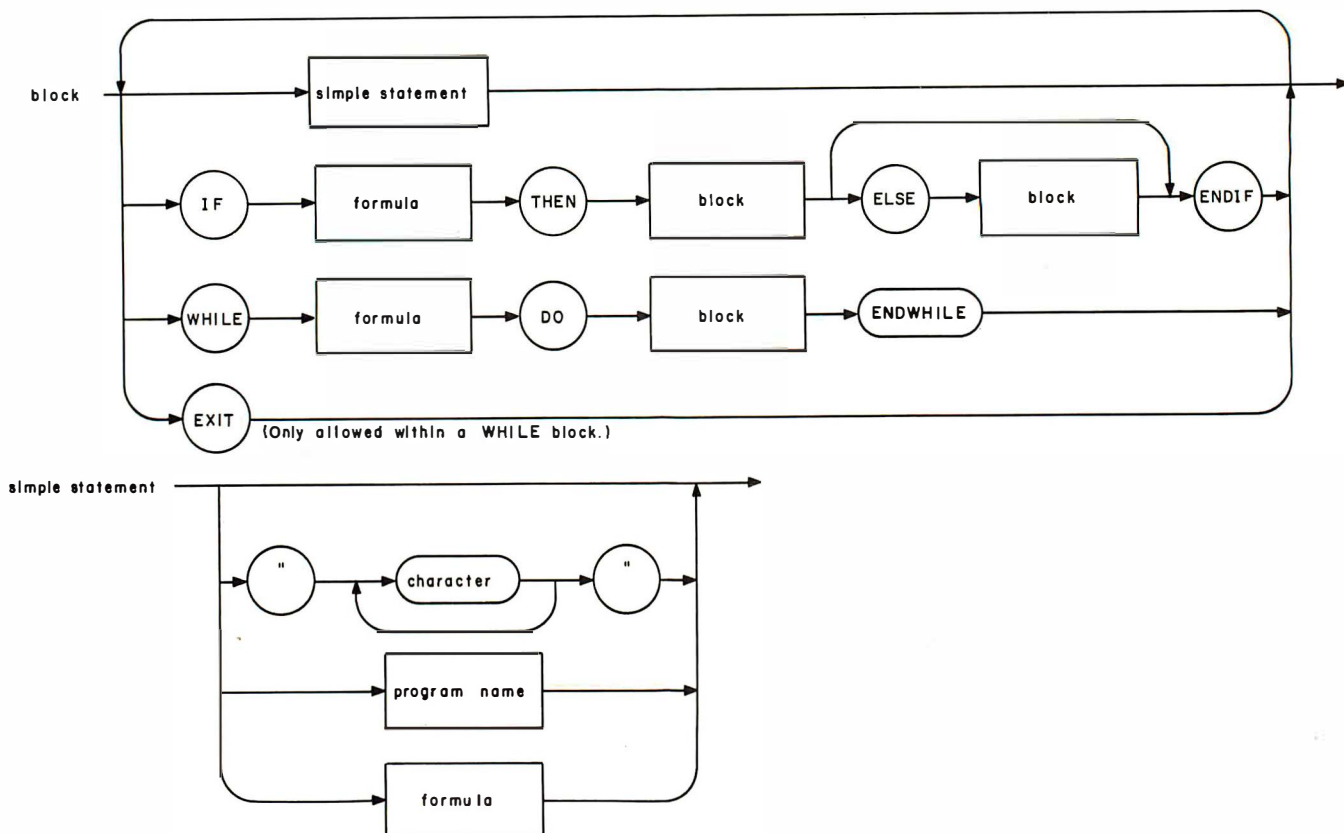 block
simple statement
IF formula THEN block ELSE block ENDIF
WHILE formula DO block ENDWHILE
EXIT (Only allowed within a WHILE block.)
simple statement
" character "
program name
formula